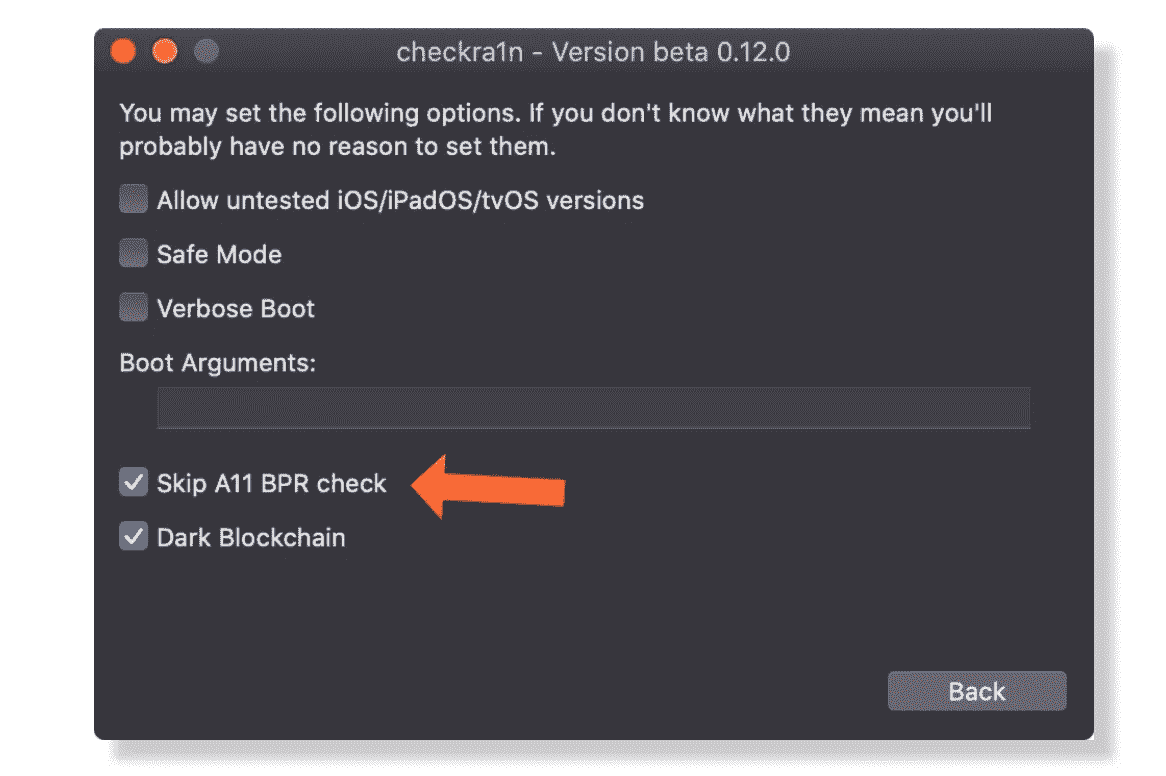 checkra1n - Version beta 0.12.0
You may set the following options. If you don't know what they mean you'll
probably have no reason to set them.
Allow untested iOS/iPadOS/tvOS versions
Safe Mode
Verbose Boot
Boot Arguments:
Skip A11 BPR check
Dark Blockchain
Back